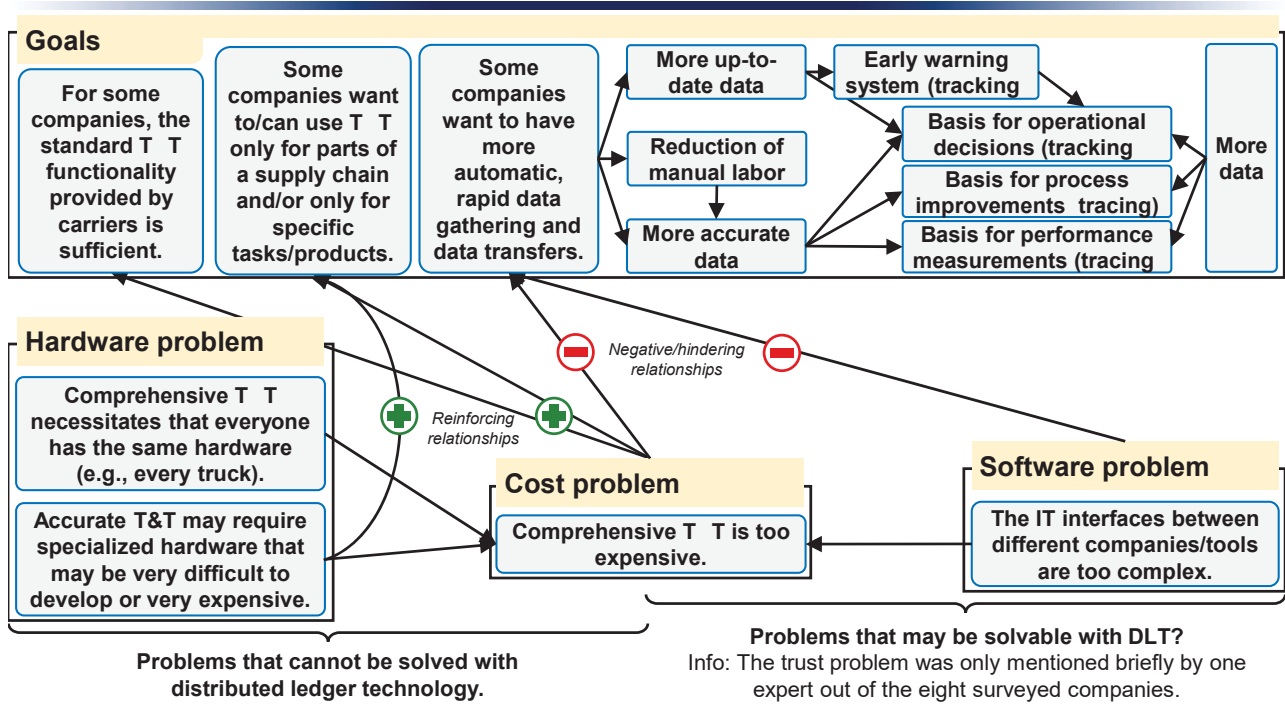 Goals
For some
companies, the
standard T T
functionality
provided by
carriers is
sufficient.
Some
companies want
to/can use T T
only for parts of
a supply chain
and/or only for
specific
tasks/products.
Some
companies
want to have
more
automatic,
rapid data
gathering and
data transfers.
More up-to-
date data
Reduction of
manual labor
More accurate
data
Early warning
system (tracking
Basis for operational
decisions (tracking
Basis for process
improvements tracing)
Basis for performance
measurements (tracing
More
data
Hardware problem
Comprehensive T T
necessitates that everyone
has the same hardware
(e.g., every truck).
Accurate T&T may require
specialized hardware that
may be very difficult to
develop or very expensive.
Negative/hindering
relationships
Reinforcing
relationships
Cost problem
Comprehensive T T is too
expensive.
Software problem
The IT interfaces between
different companies/tools
are too complex.
Problems that cannot be solved with
distributed ledger technology.
Problems that may be solvable with DLT?
Info: The trust problem was only mentioned briefly by one
expert out of the eight surveyed companies.